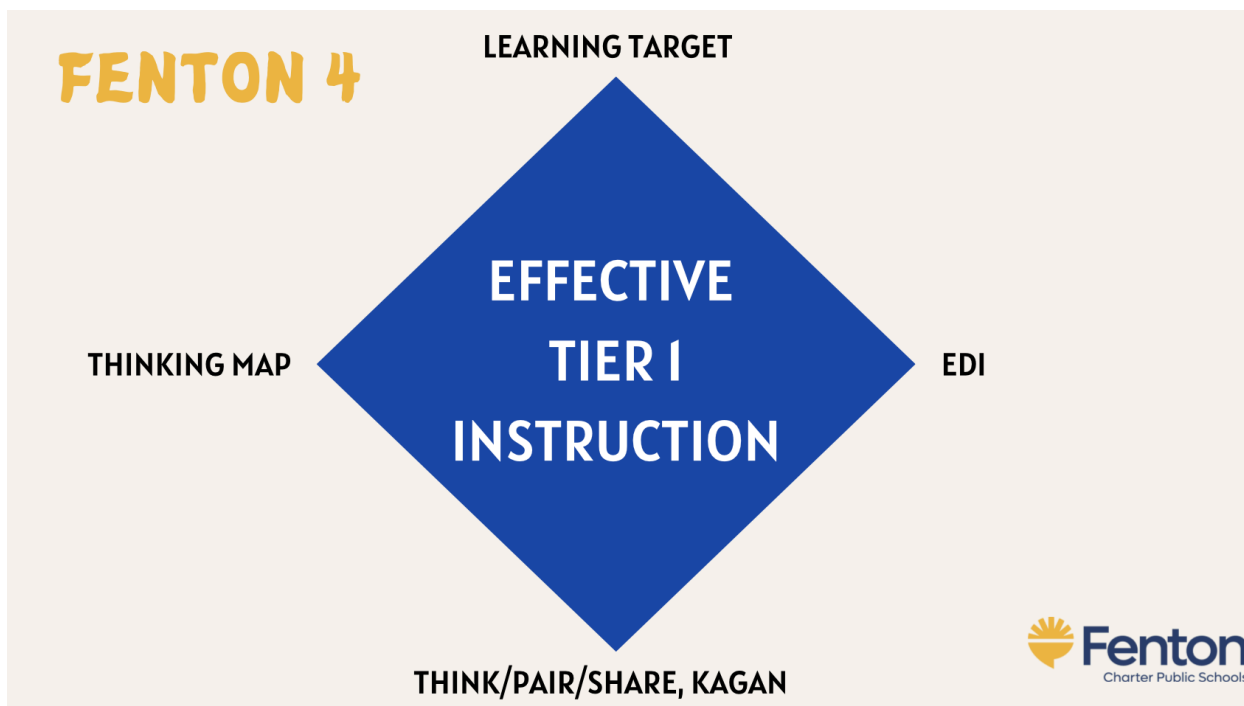 FENTON 4
LEARNING TARGET
EFFECTIVE
TIER 1
INSTRUCTION
THINKING MAP
EDI
THINK/PAIR/SHARE, KAGAN
Fenton
Charter Public Schools